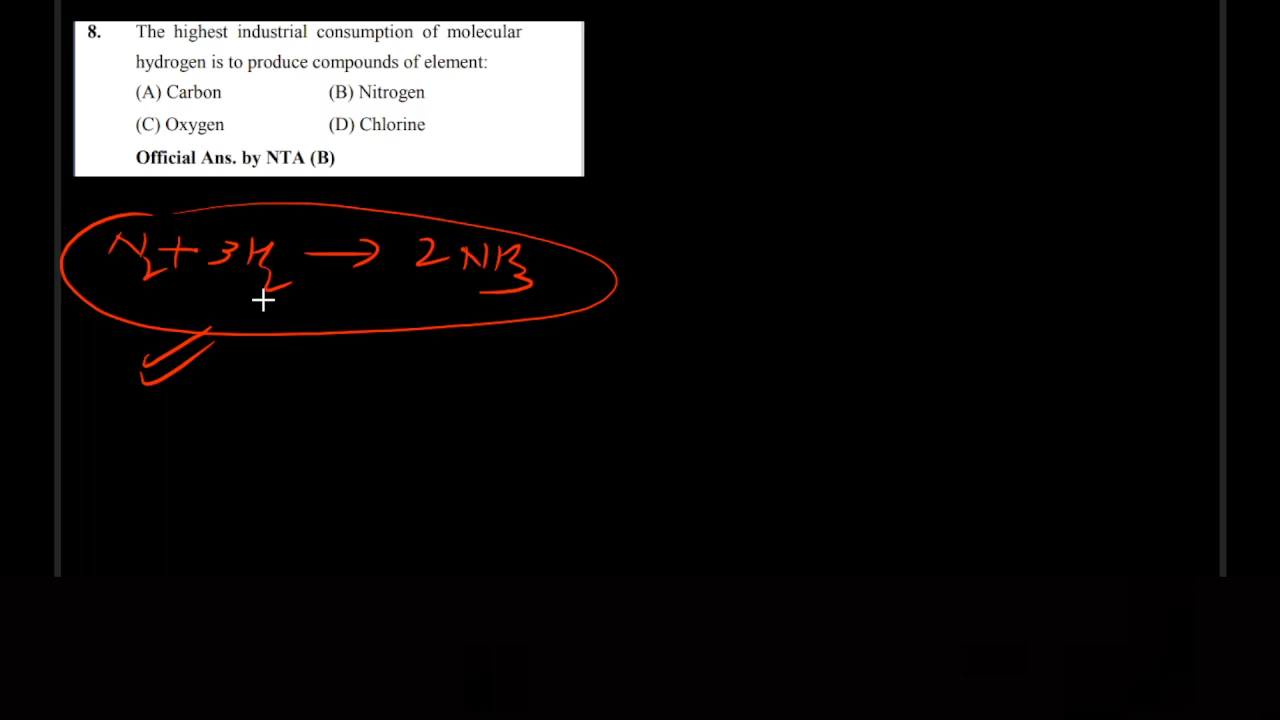 8. The highest industrial consumption of molecular
hydrogen is to produce compounds of element:
(A) Carbon (B) Nitrogen
(C) Oxygen (D) Chlorine
Official Ans. by NTA (B)
N₂ + 3H₂ → 2NH₃